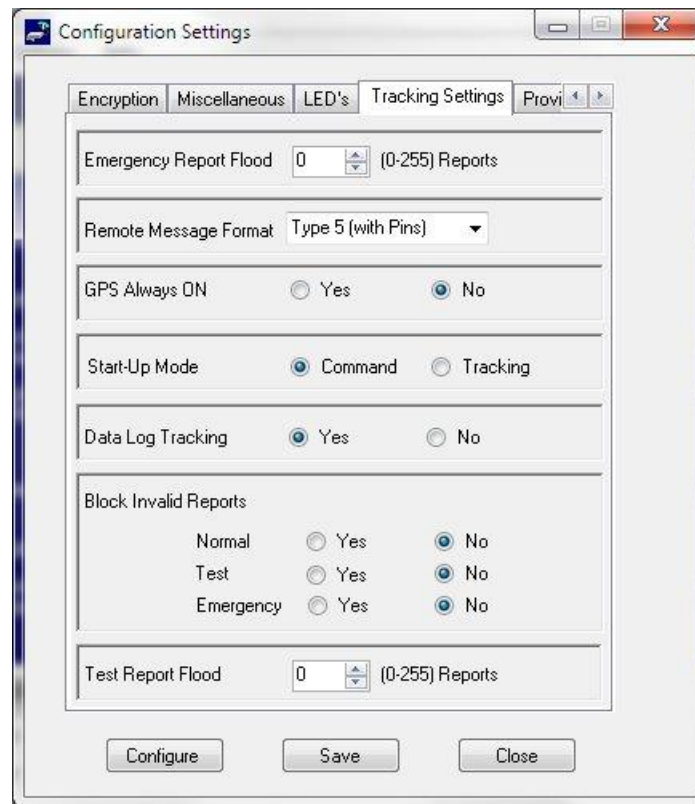 Configuration Settings
Encryption Miscellaneous LED's Tracking Settings Provi
Emergency Report Flood 0 (0-255) Reports
Remote Message Format Type 5 (with Pins)
GPS Always ON Yes No
Start-Up Mode Command Tracking
Data Log Tracking Yes No
Block Invalid Reports
Normal Yes No
Test Yes No
Emergency Yes No
Test Report Flood 0 (0-255) Reports
Configure Save Close